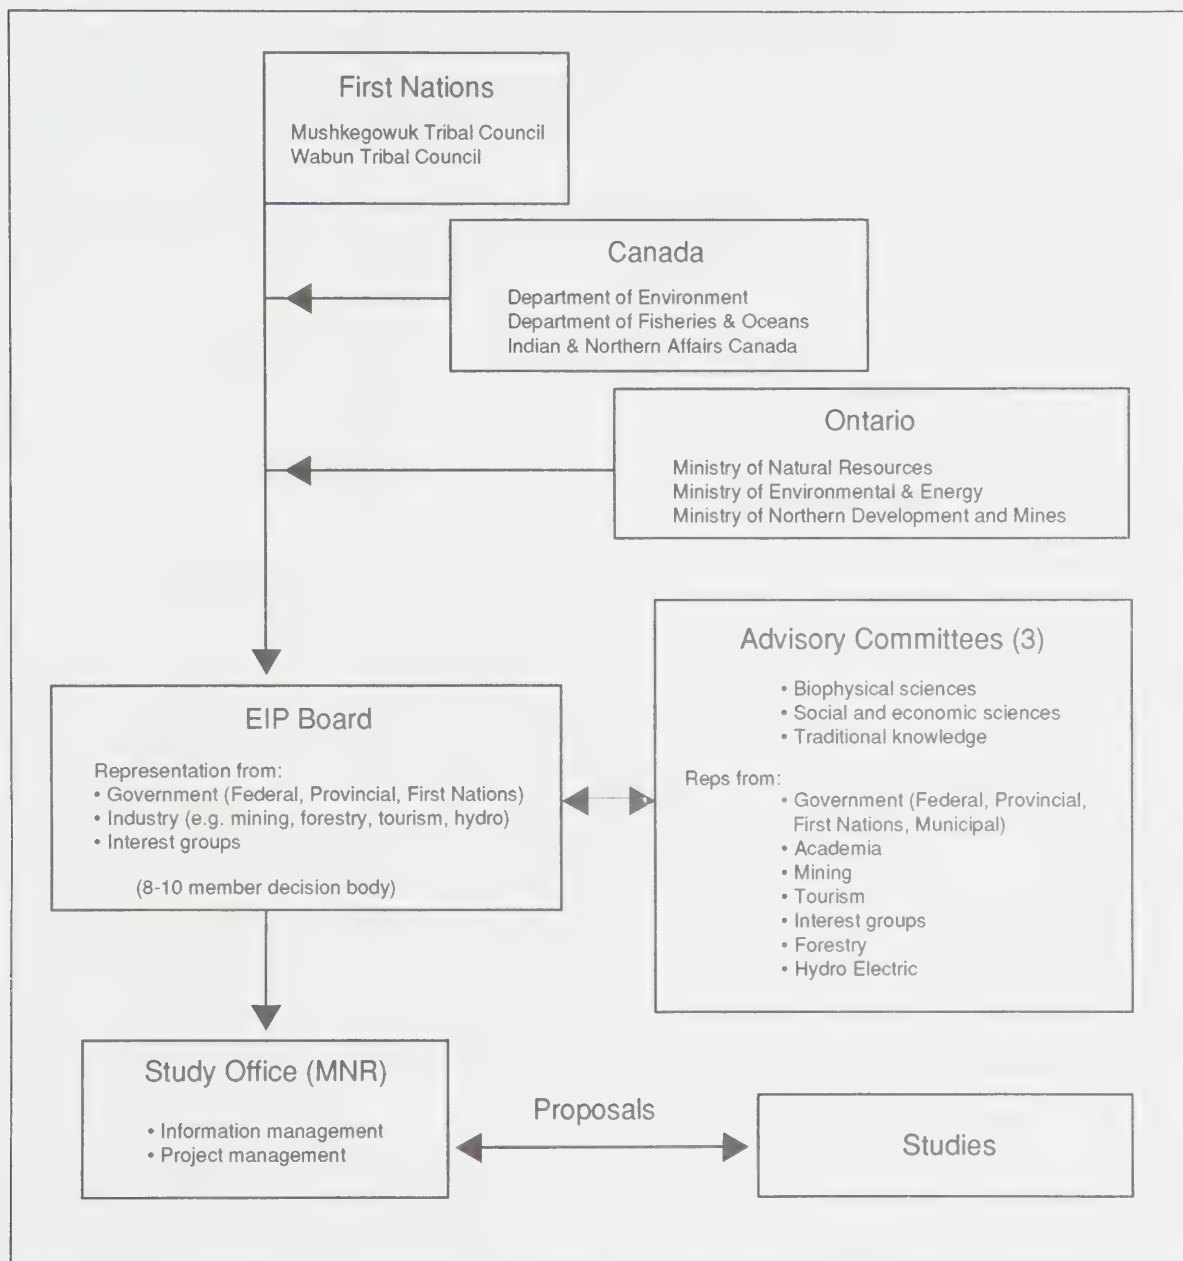 First Nations
Mushkegowuk Tribal Council
Wabun Tribal Council
Canada
Department of Environment
Department of Fisheries & Oceans
Indian & Northern Affairs Canada
Ontario
Ministry of Natural Resources
Ministry of Environmental & Energy
Ministry of Northern Development and Mines
EIP Board
Representation from:
• Government (Federal, Provincial, First Nations)
• Industry (e.g. mining, forestry, tourism, hydro)
• Interest groups
(8-10 member decision body)
Advisory Committees (3)
• Biophysical sciences
• Social and economic sciences
• Traditional knowledge
Reps from:
• Government (Federal, Provincial,
First Nations, Municipal)
• Academia
• Mining
• Tourism
• Interest groups
• Forestry
• Hydro Electric
Study Office (MNR)
• Information management
• Project management
Proposals
Studies